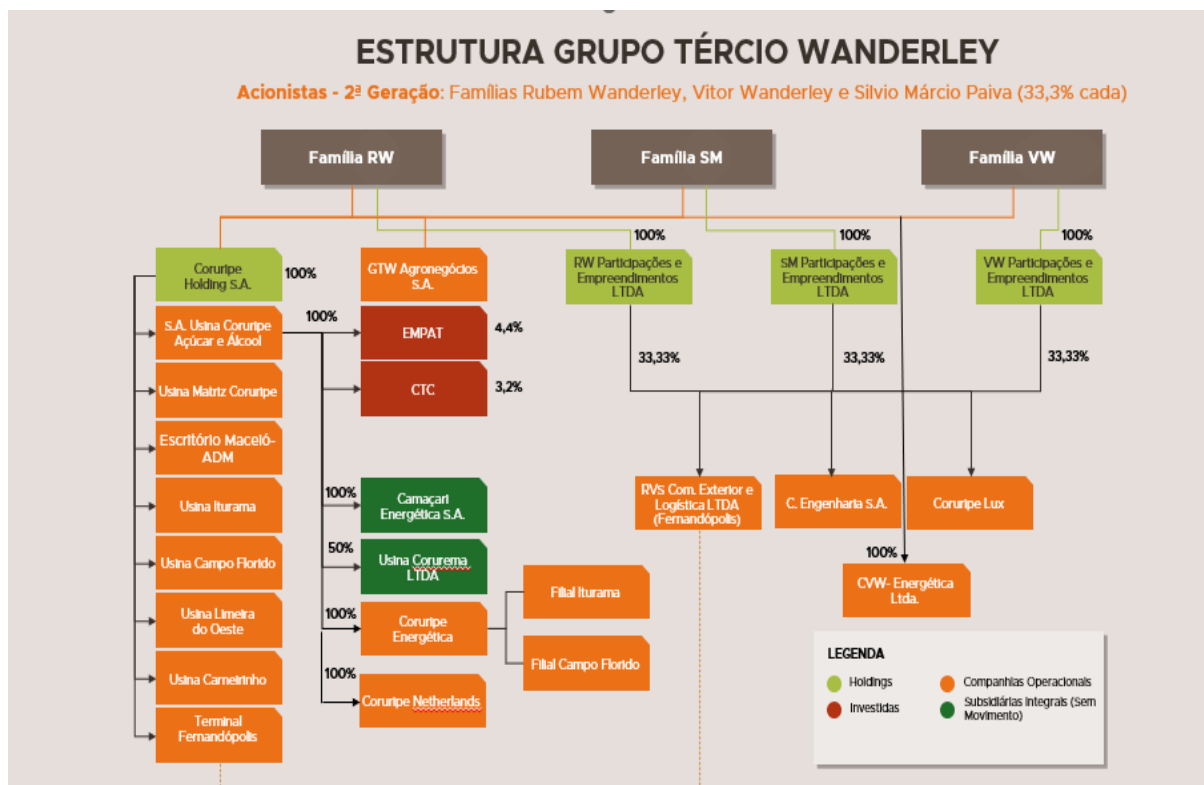 ESTRUTURA GRUPO TÉRCIO WANDERLEY
Acionistas - 2ª Geração: Famílias Rubem Wanderley, Vitor Wanderley e Silvio Márcio Paiva (33,3% cada)
Família RW
Família SM
Família VW
100%
100%
100%
Coruripe
Holding S.A.
100%
GTW Agronegócios
S.A.
RW Participações e
Empreendimentos
LTDA
SM Participações e
Empreendimentos
LTDA
VW Participações e
Empreendimentos
LTDA
S.A. Usina Coruripe
Açúcar e Álcool
100%
EMPAT
4,4%
33,33%
33,33%
33,33%
Usina Matriz Coruripe
CTC
3,2%
Escritório Maceió-
ADM
Usina Iturama
100%
Camaçari
Energética S.A.
RVS Com. Exterior e
Logística LTDA
(Fernandópolis)
C. Engenharia S.A.
Coruripe Lux
Usina Campo Florido
50%
Usina Corurema
LTDA
100%
CVW- Energética
Ltda.
Usina Limeira
do Oeste
100%
Coruripe
Energética
Filial Iturama
Filial Campo Florido
Usina Carneirinho
100%
Coruripe Netherlands
Terminal
Fernandópolis
LEGENDA
Holdings
Companhias Operacionais
Investidas
Subsidiárias Integrais (Sem
Movimento)